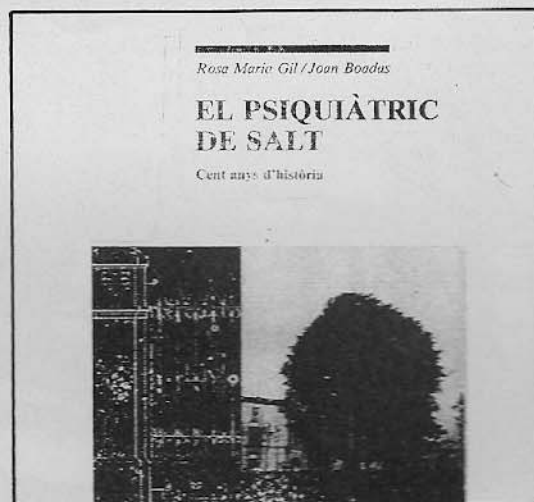 Rosa Maria Gil / Joan Boadas
EL PSIQUIÀTRIC
DE SALT
Cent anys d'història